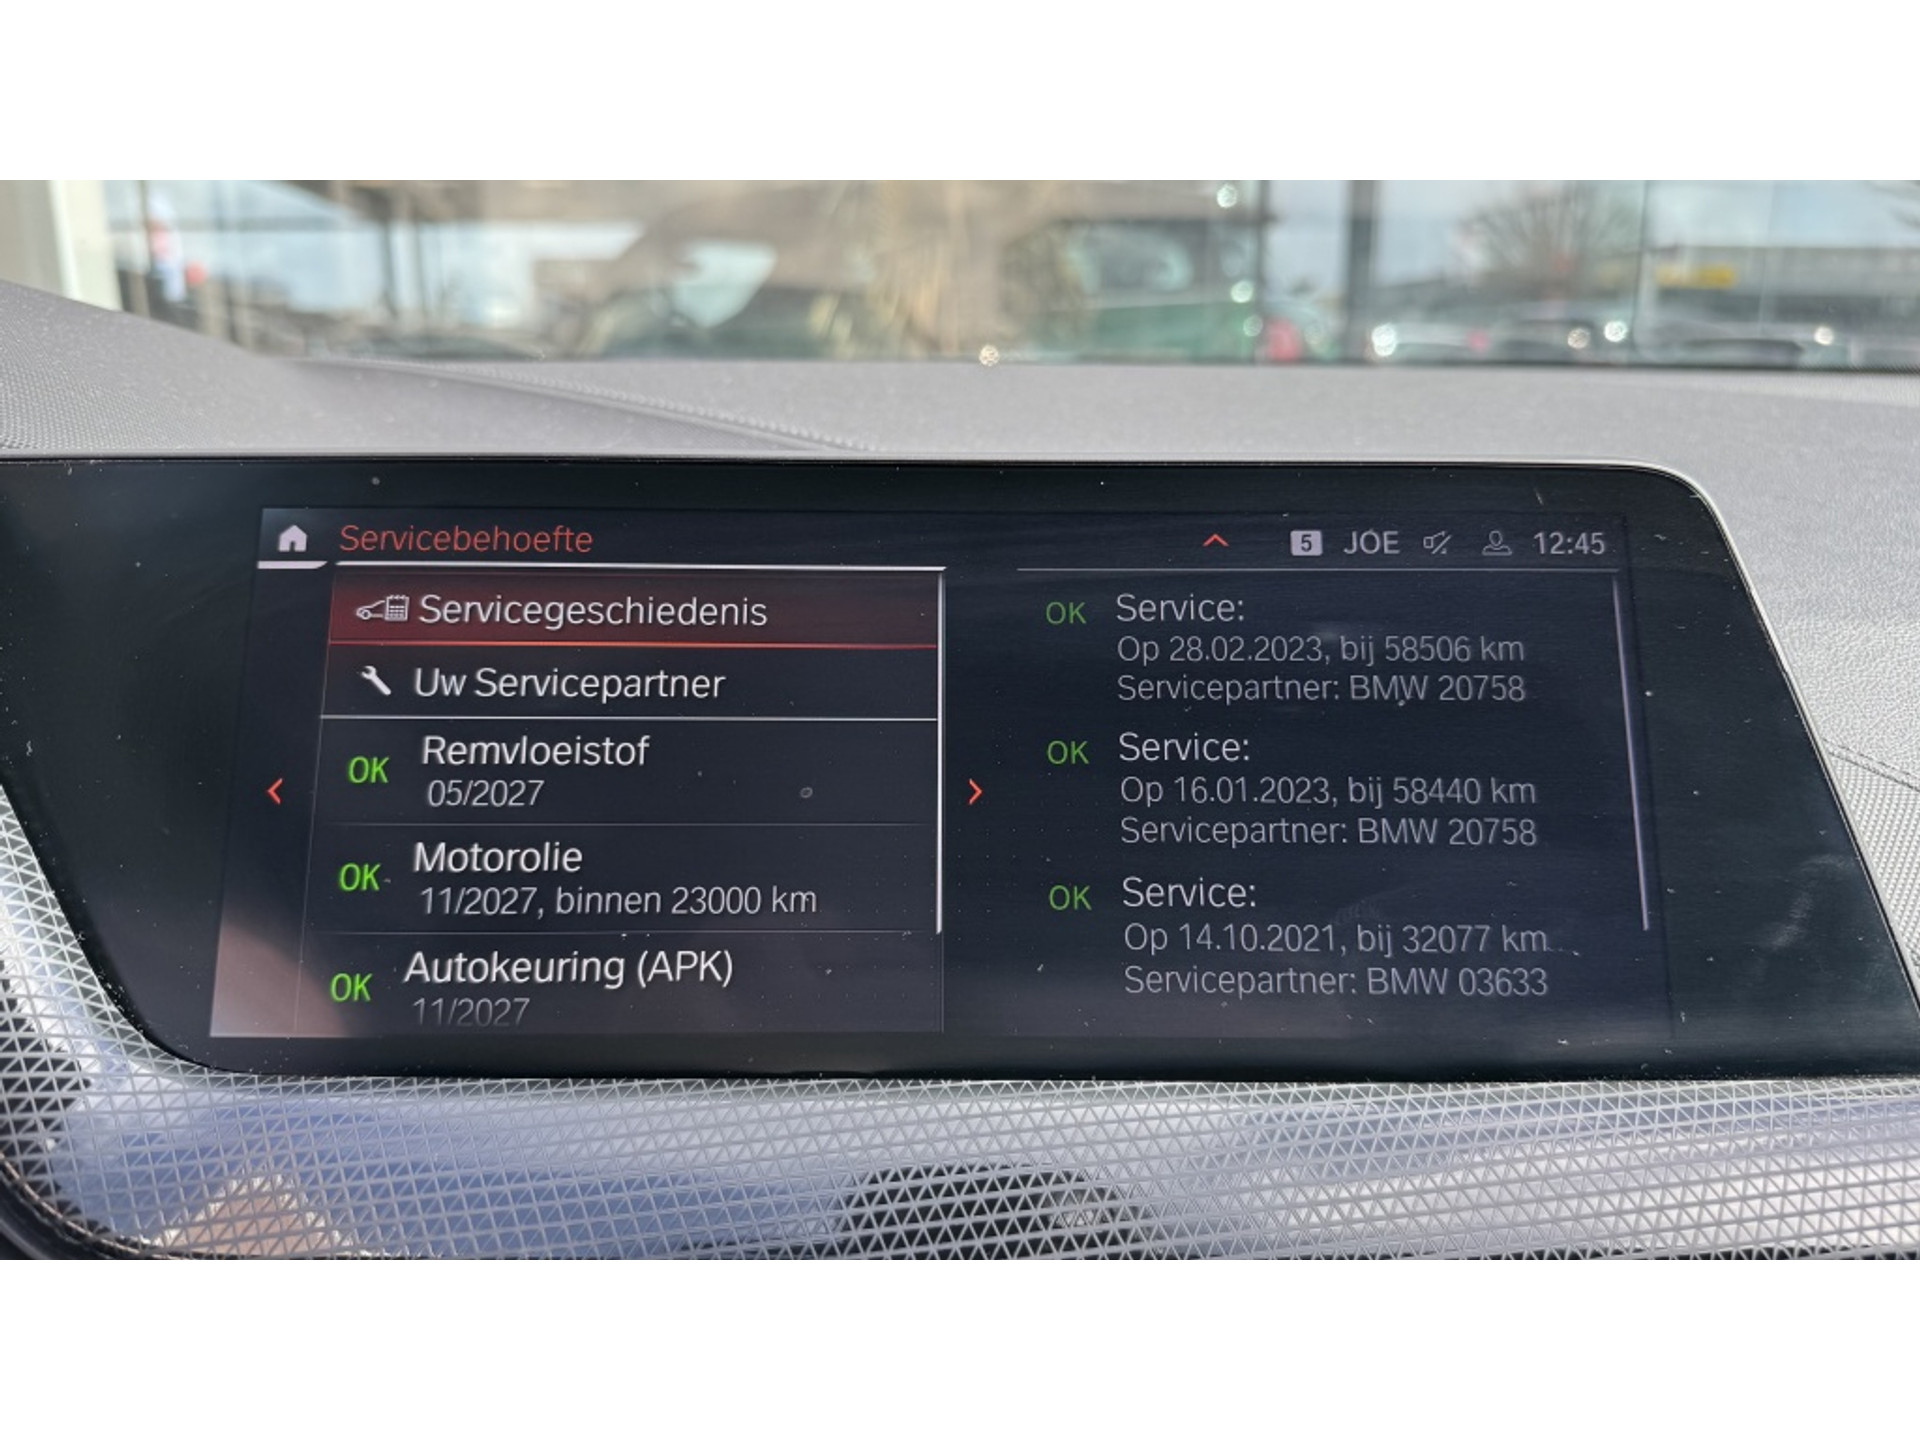 Servicebehoefte
5 JOE 12:45
Servicegeschiedenis
Uw Servicepartner
OK Remvloeistof
05/2027
OK Motorolie
11/2027, binnen 23000 km
OK Autokeuring (APK)
11/2027
OK Service:
Op 28.02.2023, bij 58506 km
Servicepartner: BMW 20758
OK Service:
Op 16.01.2023, bij 58440 km
Servicepartner: BMW 20758
OK Service:
Op 14.10.2021, bij 32077 km
Servicepartner: BMW 03633